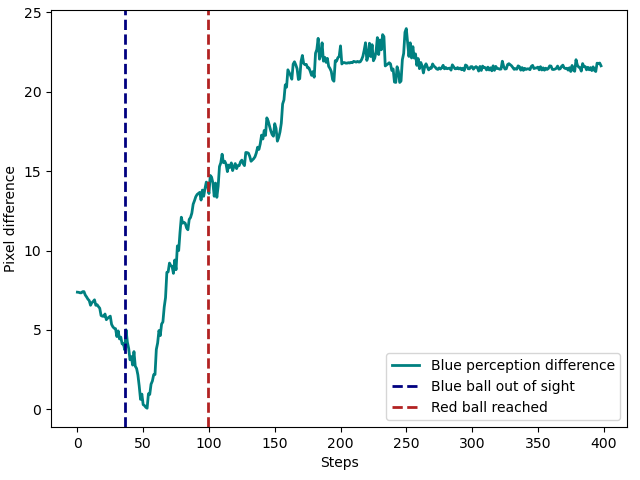 25
20
15
10
5
0
Pixel difference
0 50 100 150 200 250 300 350 400
Steps
Blue perception difference
Blue ball out of sight
Red ball reached